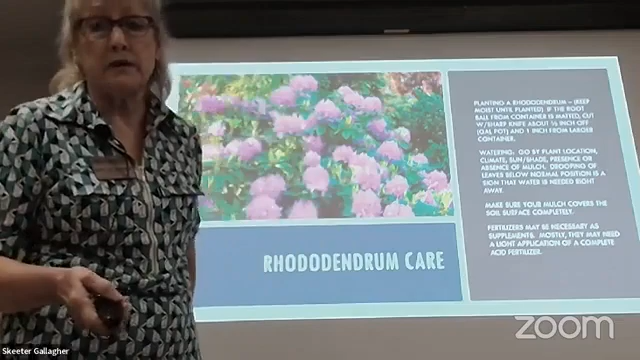 PLANTING A RHODODENDRUM – (KEEP
MOIST UNTIL PLANTED) IF THE ROOT
BALL FROM CONTAINER IS MATTED, CUT
W/SHARP KNIFE ABOUT ½ INCH OFF
(GAL POT) AND 1 INCH FROM LARGER
CONTAINER.
WATERING: GO BY PLANT LOCATION,
CLIMATE, SUN/SHADE, PRESENCE OR
ABSENCE OF MULCH. DROOPING OF
LEAVES BELOW NORMAL POSITION IS A
SIGN THAT WATER IS NEEDED RIGHT
AWAY.
MAKE SURE YOUR MULCH COVERS THE
SOIL SURFACE COMPLETELY.
FERTILIZERS MAY BE NECESSARY AS
SUPPLEMENTS. MOSTLY, THEY MAY NEED
A LIGHT APPLICATION OF A COMPLETE
ACID FERTILIZER.
RHODODENDRUM CARE
zoom
Skeeter Gallagher